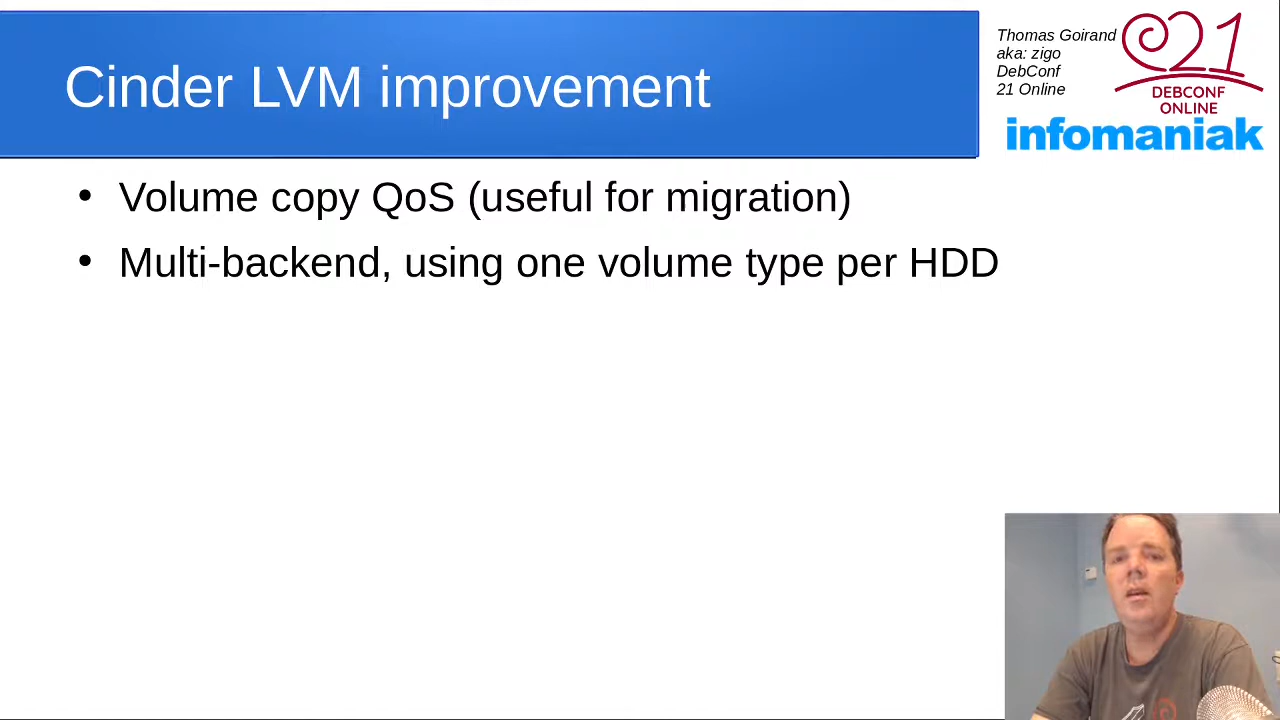 Cinder LVM improvement
Thomas Goirand
aka: zigo
DebConf
21 Online
21
DEBCONF
ONLINE
infomaniak
• Volume copy QoS (useful for migration)
• Multi-backend, using one volume type per HDD